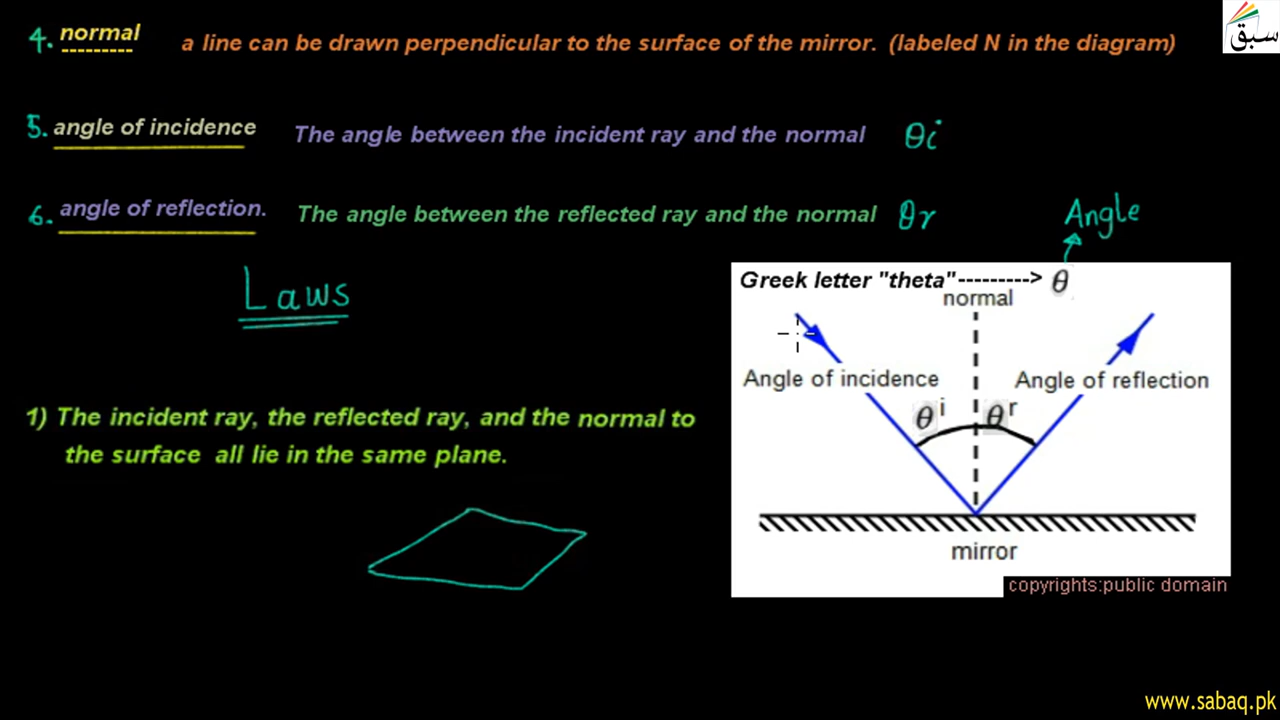 4. normal a line can be drawn perpendicular to the surface of the mirror. (labeled N in the diagram)
سبق
5. angle of incidence The angle between the incident ray and the normal θi
6. angle of reflection. The angle between the reflected ray and the normal θr
Angle
Laws
Greek letter "theta"---------> θ
normal
Angle of incidence Angle of reflection
θ i θ r
1) The incident ray, the reflected ray, and the normal to
the surface all lie in the same plane.
mirror
copyrights:public domain
www.sabaq.pk